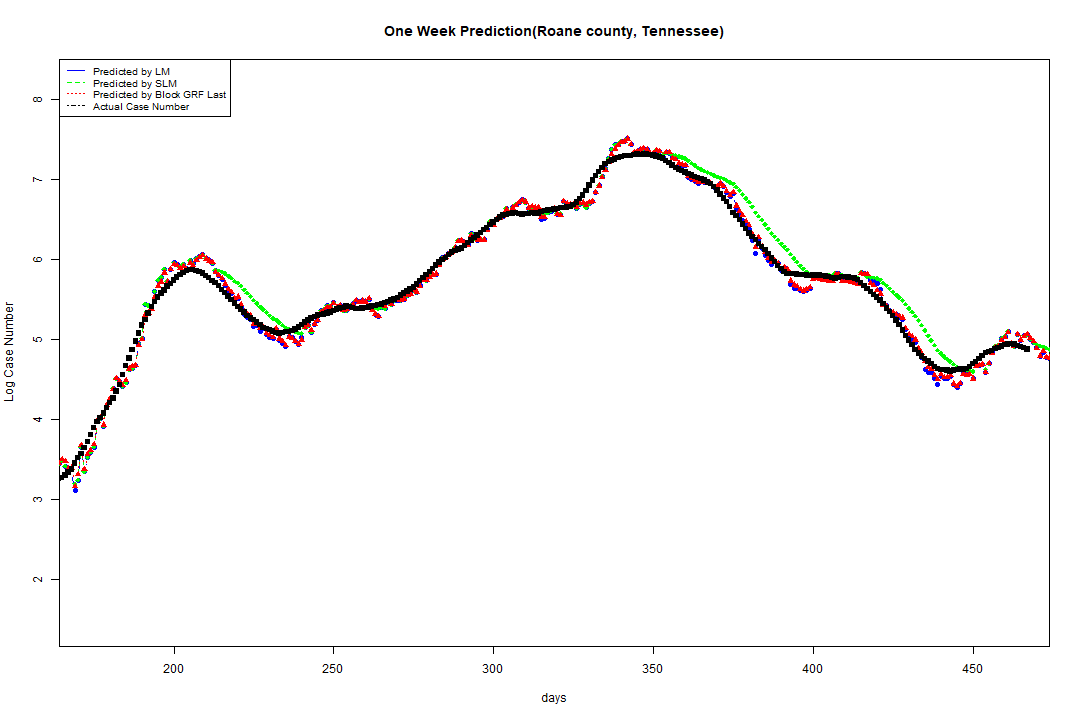 One Week Prediction(Roane county, Tennessee)
Predicted by LM
Predicted by SLM
Predicted by Block GRF Last
Actual Case Number
8
7
6
5
4
3
2
Log Case Number
200 250 300 350 400 450
days